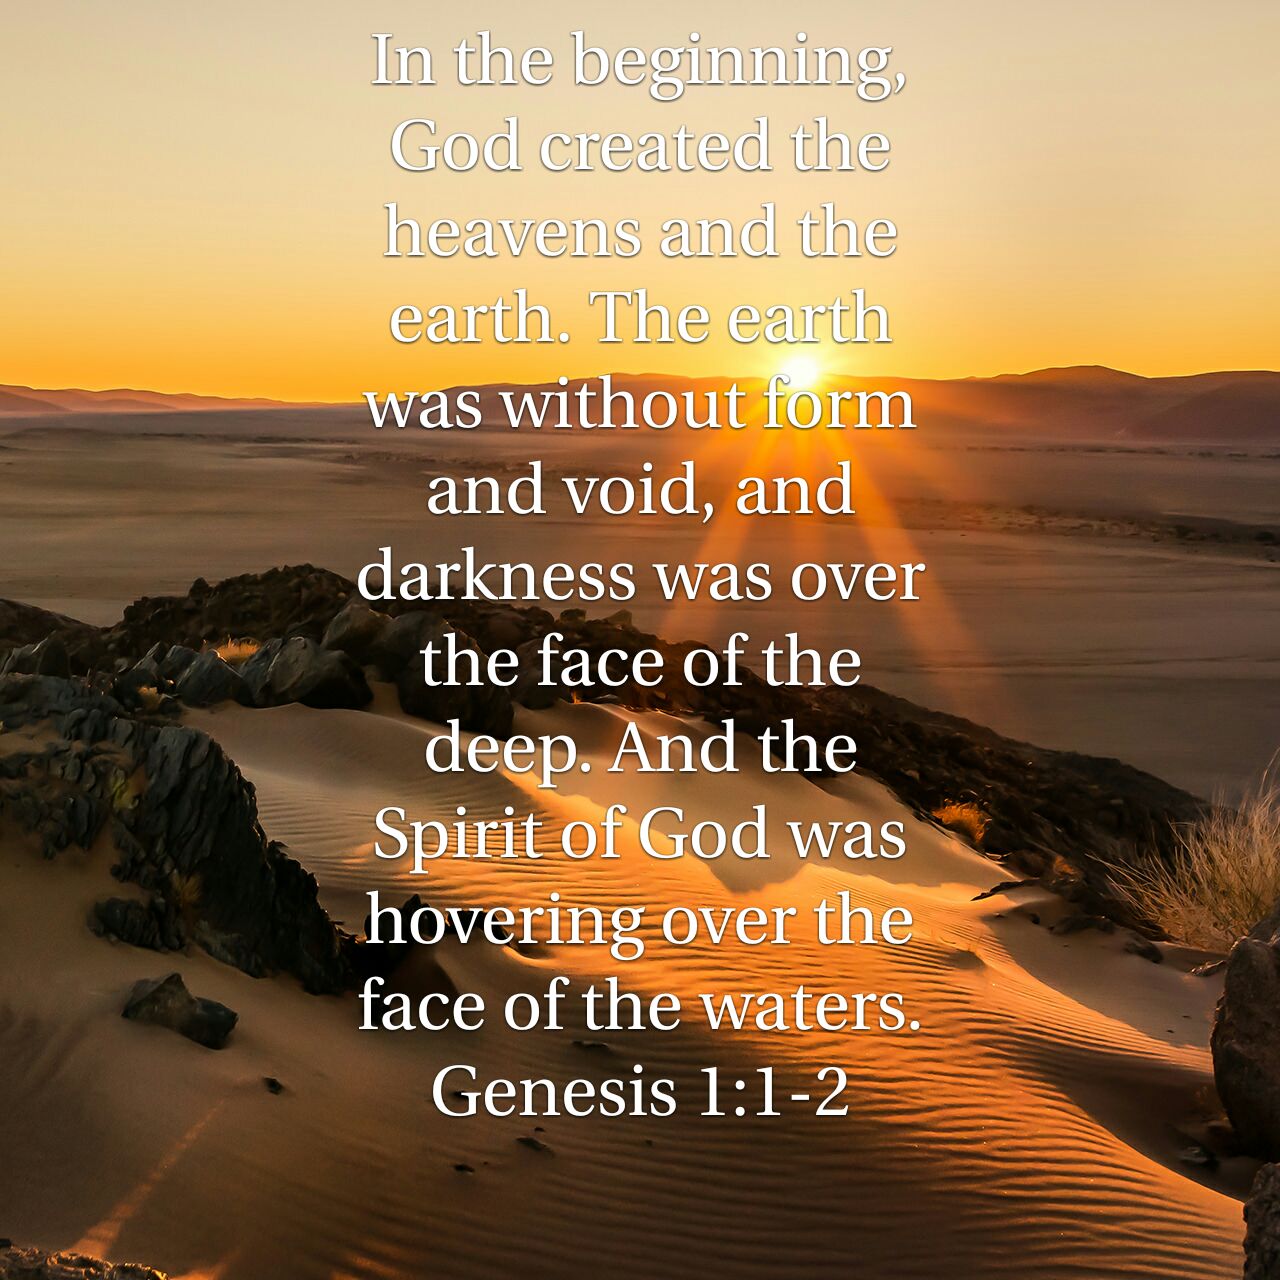 In the beginning,
God created the
heavens and the
earth. The earth
was without form
and void, and
darkness was over
the face of the
deep. And the
Spirit of God was
hovering over the
face of the waters.
Genesis 1:1-2